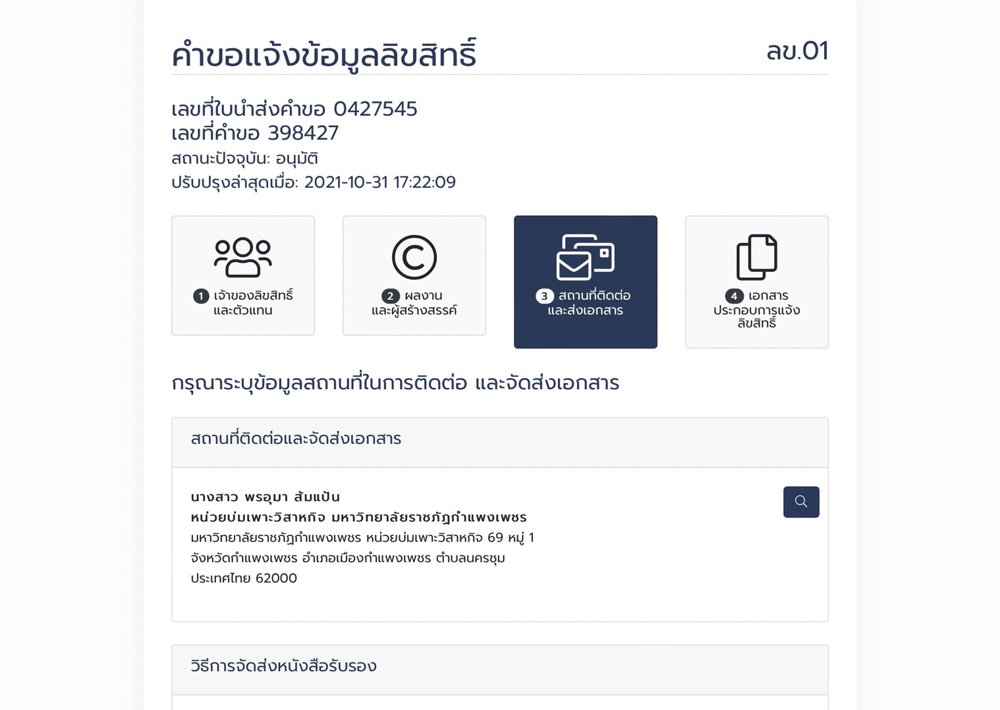 คำขอแจ้งข้อมูลลิขสิทธิ์
ลข.01
เลขที่ใบนำส่งคำขอ 0427545
เลขที่คำขอ 398427
สถานะปัจจุบัน: อนุมัติ
ปรับปรุงล่าสุดเมื่อ: 2021-10-31 17:22:09
1 เจ้าของลิขสิทธิ์
และตัวแทน
2 ผลงาน
และผู้สร้างสรรค์
3 สถานที่ติดต่อ
และส่งเอกสาร
4 เอกสาร
ประกอบการแจ้ง
ลิขสิทธิ์
กรุณาระบุข้อมูลสถานที่ในการติดต่อ และจัดส่งเอกสาร
สถานที่ติดต่อและจัดส่งเอกสาร
นางสาว พรอุมา ส้มแป้น
หน่วยบ่มเพาะวิสาหกิจ มหาวิทยาลัยราชภัฏกำแพงเพชร
มหาวิทยาลัยราชภัฏกำแพงเพชร หน่วยบ่มเพาะวิสาหกิจ 69 หมู่ 1
จังหวัดกำแพงเพชร อำเภอเมืองกำแพงเพชร ตำบลนครชุม
ประเทศไทย 62000
วิธีการจัดส่งหนังสือรับรอง